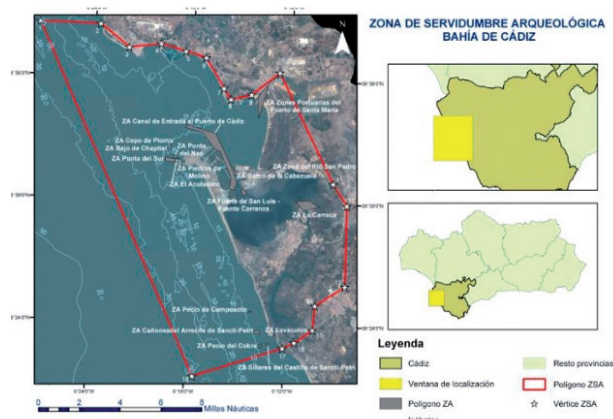 ZONA DE SERVIDUMBRE ARQUEOLÓGICA
BAHÍA DE CÁDIZ
N
ZA Zonas Portuarias del
Puerto de Santa María
ZA Canal de Entrada al Puerto de Cádiz
ZA Cepo de Plomo
ZA Bajo de Chapitel
ZA Punta del Sur
ZA Punta
del Nao
ZA Piedras de
Molino
ZA El Aculadero
ZA Zona del Río San Pedro
ZA Banco de la Cabezuela
ZA Fuerte de San Luis -
Puente Carranza
ZA La Carraca
ZA Pecio de Camposoto
ZA Cañones del Arrecife de Sancti-Petri
ZA Lavaculos
ZA Pecio del Cobre
ZA Sillares del Castillo de Sancti-Petri
0
2
4
6
8
Millas Náuticas
Leyenda
Cádiz
Resto provincias
Ventana de localización
Polígono ZSA
Polígono ZA
Vértice ZSA